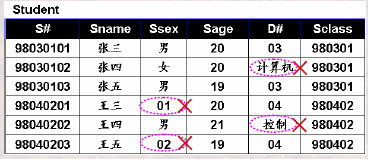 Student
S# Sname Ssex Sage D# Sclass
98030101 张三 男 20 03 980301
98030102 张四 女 20 计算机 980301
98030103 张五 男 19 03 980301
98040201 王三 01 20 04 980402
98040202 王四 男 21 控制 980402
98040203 王五 02 19 04 980402